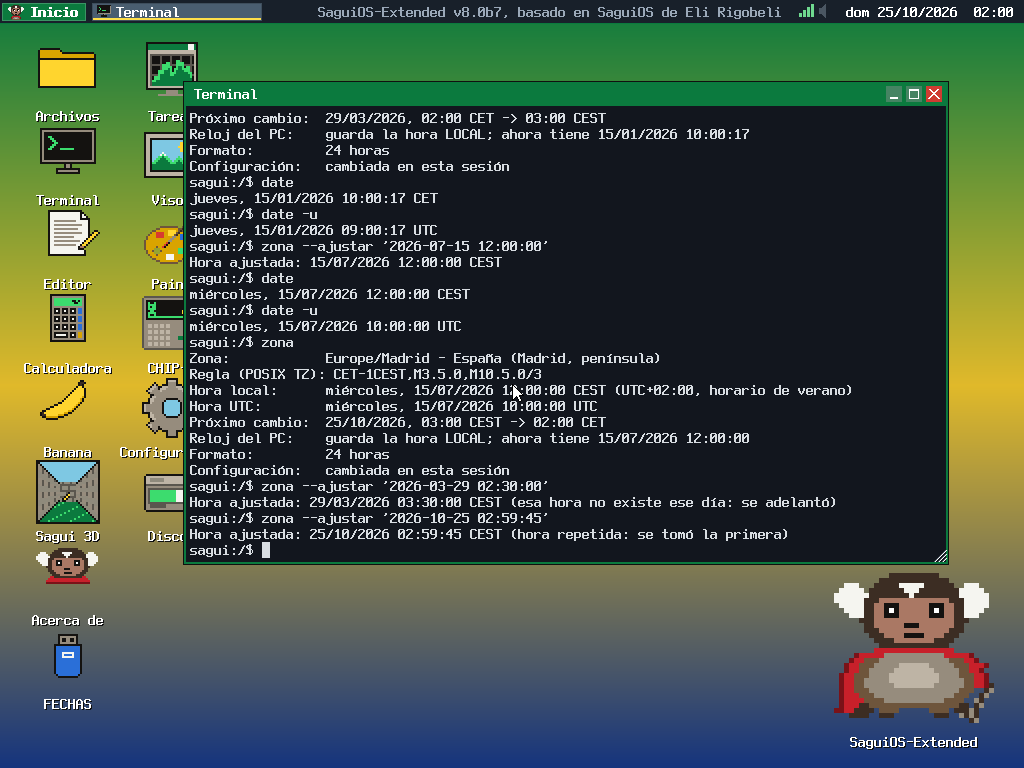 Inicio
Terminal
SaguiOS-Extended v8.0b7, basado en SaguiOS de Eli Rigobeli
dom 25/10/2026 02:00
Archivos
Terminal
Editor
Calculadora
Banana
Sagui 3D
Acerca de
FECHAS
Tarea
Viso
Pain
CHIP-
Configur
Disc
Terminal
Próximo cambio: 29/03/2026, 02:00 CET -> 03:00 CEST
Reloj del PC: guarda la hora LOCAL; ahora tiene 15/01/2026 10:00:17
Formato: 24 horas
Configuración: cambiada en esta sesión
sagui:/$ date
jueves, 15/01/2026 10:00:17 CET
sagui:/$ date -u
jueves, 15/01/2026 09:00:17 UTC
sagui:/$ zona --ajustar '2026-07-15 12:00:00'
Hora ajustada: 15/07/2026 12:00:00 CEST
sagui:/$ date
miércoles, 15/07/2026 12:00:00 CEST
sagui:/$ date -u
miércoles, 15/07/2026 10:00:00 UTC
sagui:/$ zona
Zona: Europe/Madrid - España (Madrid, península)
Regla (POSIX TZ): CET-1CEST,M3.5.0,M10.5.0/3
Hora local: miércoles, 15/07/2026 12:00:00 CEST (UTC+02:00, horario de verano)
Hora UTC: miércoles, 15/07/2026 10:00:00 UTC
Próximo cambio: 25/10/2026, 03:00 CEST -> 02:00 CET
Reloj del PC: guarda la hora LOCAL; ahora tiene 15/07/2026 12:00:00
Formato: 24 horas
Configuración: cambiada en esta sesión
sagui:/$ zona --ajustar '2026-03-29 02:30:00'
Hora ajustada: 29/03/2026 03:30:00 CEST (esa hora no existe ese día: se adelantó)
sagui:/$ zona --ajustar '2026-10-25 02:59:45'
Hora ajustada: 25/10/2026 02:59:45 CEST (hora repetida: se tomó la primera)
sagui:/$
SaguiOS-Extended